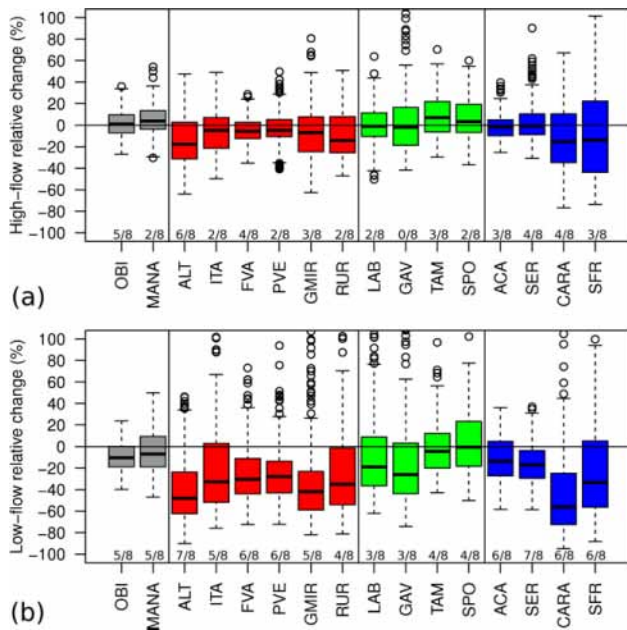 High−flow relative change (%)
100
80
60
40
20
0
−20
−40
−60
−80
−100
5/8 2/8 6/8 2/8 4/8 2/8 3/8 2/8 2/8 0/8 3/8 2/8 3/8 4/8 4/8 3/8
OBI MANA ALT ITA FVA PVE GMIR RUR LAB GAV TAM SPO ACA SER CARA SFR
(a)
Low−flow relative change (%)
100
80
60
40
20
0
−20
−40
−60
−80
−100
5/8 5/8 7/8 5/8 6/8 6/8 5/8 4/8 3/8 3/8 4/8 4/8 6/8 7/8 6/8 6/8
OBI MANA ALT ITA FVA PVE GMIR RUR LAB GAV TAM SPO ACA SER CARA SFR
(b)